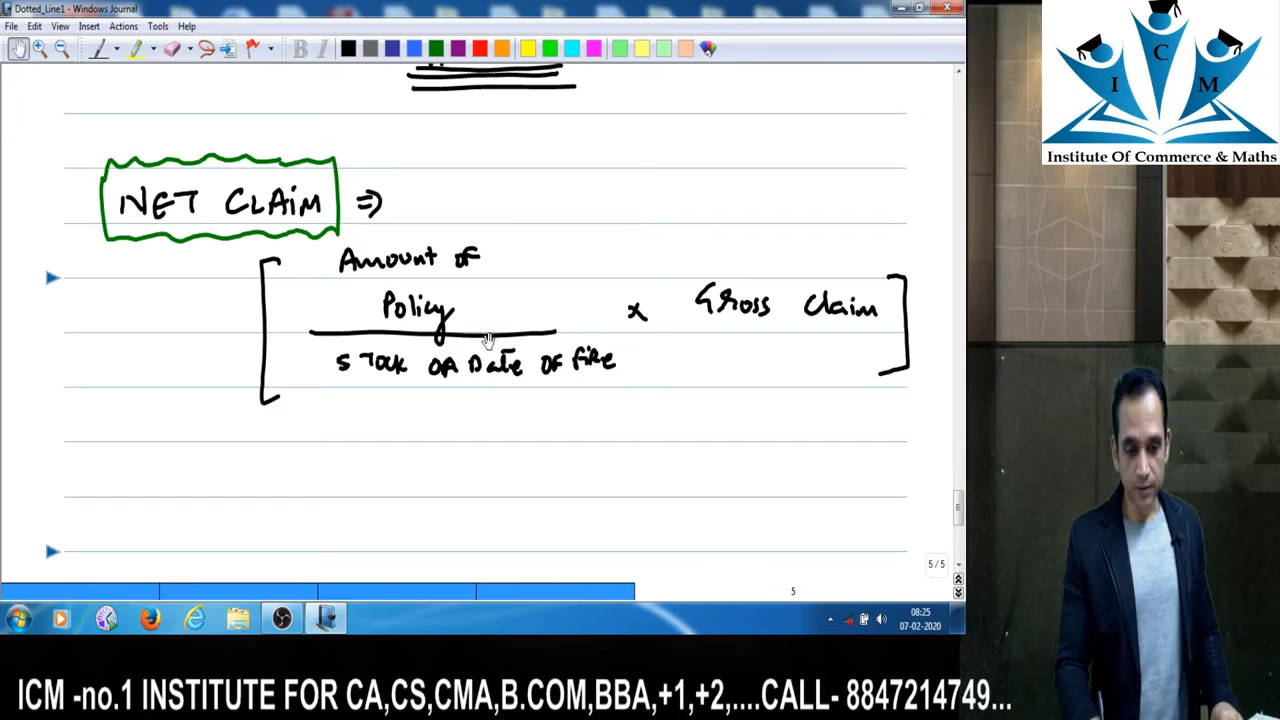 Dotted_Line1 - Windows Journal
File Edit View Insert Actions Tools Help
B I
NET CLAIM ⇒
Amount of
Policy
x Gross Claim
Stock on Date of fire
5/5
5
08:25
07-02-2020
I C M
Institute Of Commerce & Maths
ICM -no.1 INSTITUTE FOR CA,CS,CMA,B.COM,BBA,+1,+2,....CALL- 8847214749...